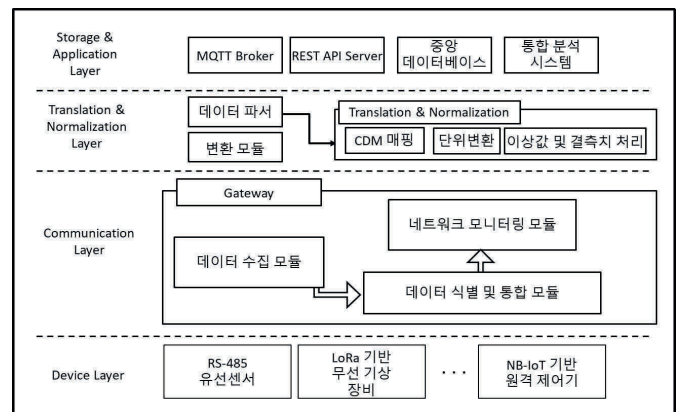 Storage &
Application
Layer
MQTT Broker
REST API Server
중앙
데이터베이스
통합 분석
시스템
Translation &
Normalization
Layer
데이터 파서
변환 모듈
Translation & Normalization
CDM 매핑
단위변환
이상값 및 결측치 처리
Communication
Layer
Gateway
네트워크 모니터링 모듈
데이터 수집 모듈
데이터 식별 및 통합 모듈
Device Layer
RS-485
유선센서
LoRa 기반
무선 기상
장비
· · ·
NB-IoT 기반
원격 제어기